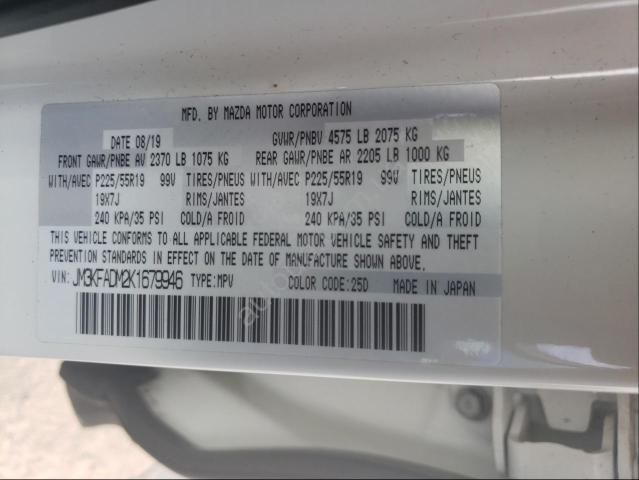 MFD. BY MAZDA MOTOR CORPORATION
DATE 08/19 GVWR/PNBV 4575 LB 2075 KG
FRONT GAWR/PNBE AV 2370 LB 1075 KG REAR GAWR/PNBE AR 2205 LB 1000 KG
WITH/AVEC P225/55R19 99V TIRES/PNEUS WITH/AVEC P225/55R19 99V TIRES/PNEUS
19X7J RIMS/JANTES 19X7J RIMS/JANTES
240 KPA/35 PSI COLD/A FROID 240 KPA/35 PSI COLD/A FROID
THIS VEHICLE CONFORMS TO ALL APPLICABLE FEDERAL MOTOR VEHICLE SAFETY AND THEFT
PREVENTION STANDARDS IN EFFECT ON THE DATE OF MANUFACTURE SHOWN ABOVE.
VIN: JM3KFADM2K1679946 TYPE:MPV COLOR CODE:25D MADE IN JAPAN